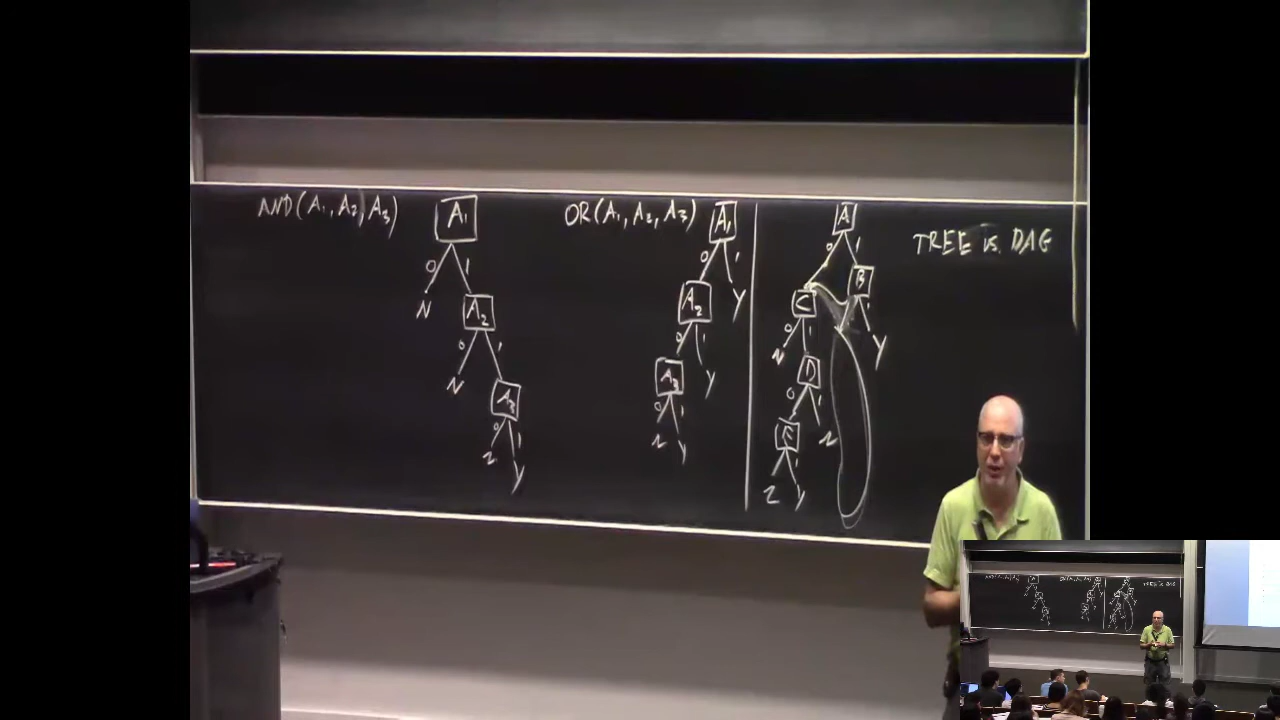 AND(A₁, A₂, A₃)
A₁
0 1
N
A₂
0 1
N
A₃
0 1
N Y
OR(A₁, A₂, A₃)
A₁
0 1
A₂
Y
0 1
A₃
Y
0 1
N Y
A
0 1
B
C
1
0 1
Y
N
D
0 1
E
N
1
N Y
TREE vs. DAG